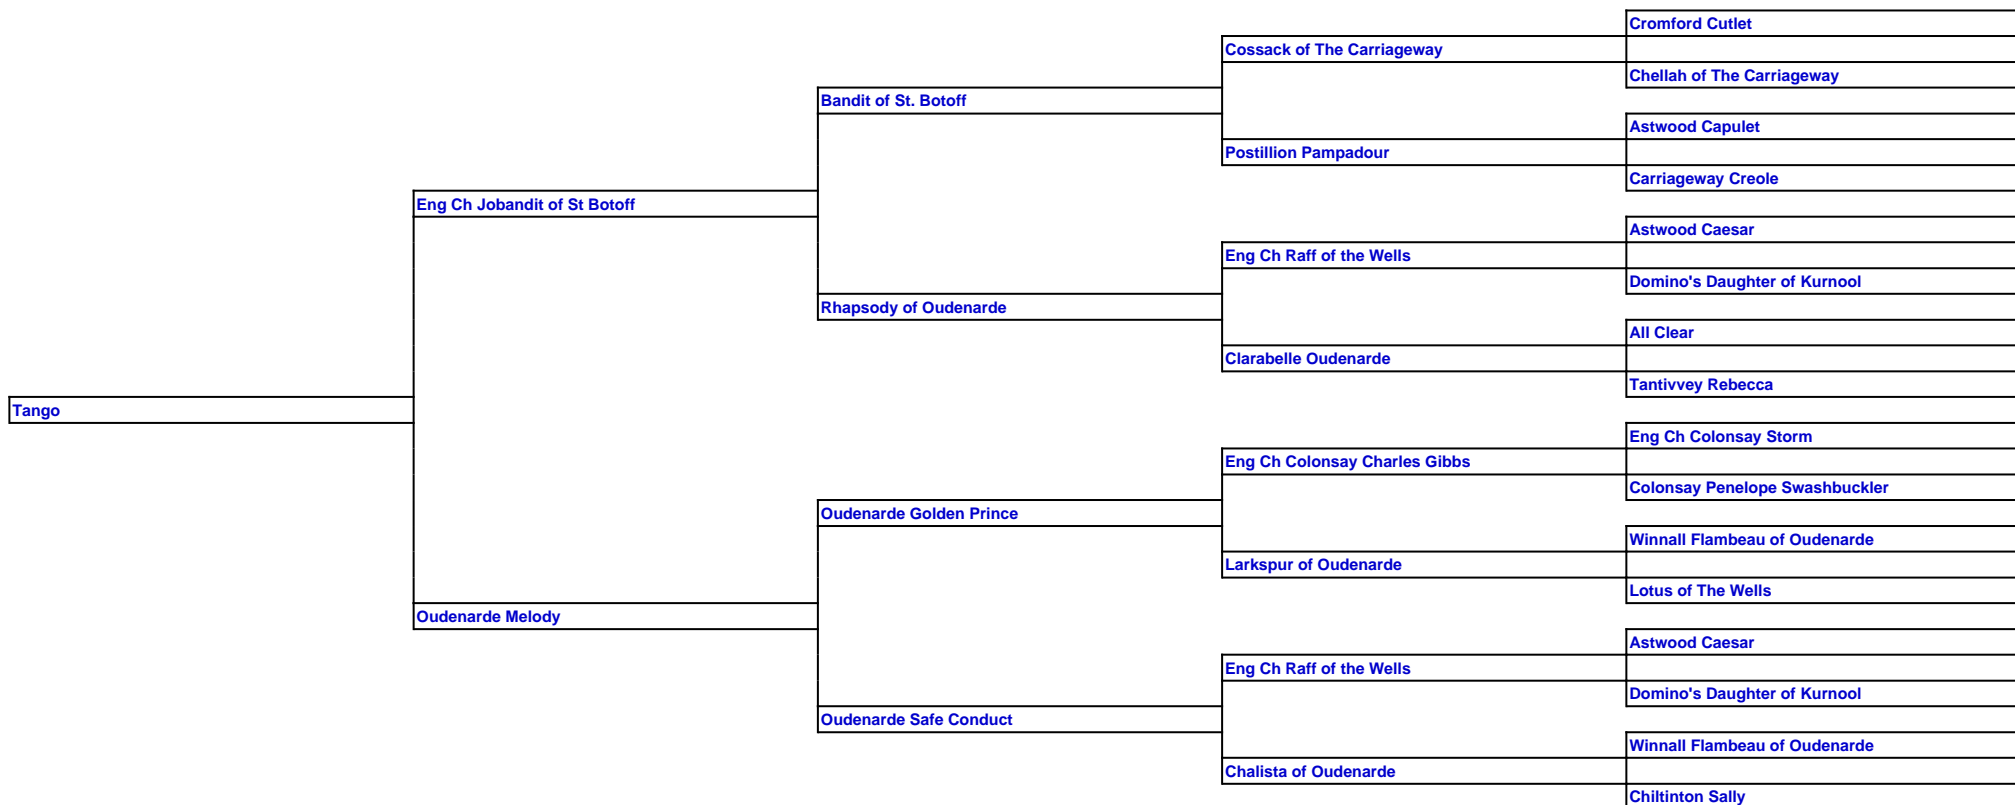 Cromford Cutlet
Cossack of The Carriageway
Chellah of The Carriageway
Bandit of St. Botoff
Astwood Capulet
Postillion Pampadour
Carriageway Creole
Eng Ch Jobandit of St Botoff
Astwood Caesar
Eng Ch Raff of the Wells
Domino's Daughter of Kurnool
Rhapsody of Oudenarde
All Clear
Clarabelle Oudenarde
Tantivvey Rebecca
Tango
Eng Ch Colonsay Storm
Eng Ch Colonsay Charles Gibbs
Colonsay Penelope Swashbuckler
Oudenarde Golden Prince
Winnall Flambeau of Oudenarde
Larkspur of Oudenarde
Lotus of The Wells
Oudenarde Melody
Astwood Caesar
Eng Ch Raff of the Wells
Domino's Daughter of Kurnool
Oudenarde Safe Conduct
Winnall Flambeau of Oudenarde
Chalista of Oudenarde
Chiltinton Sally